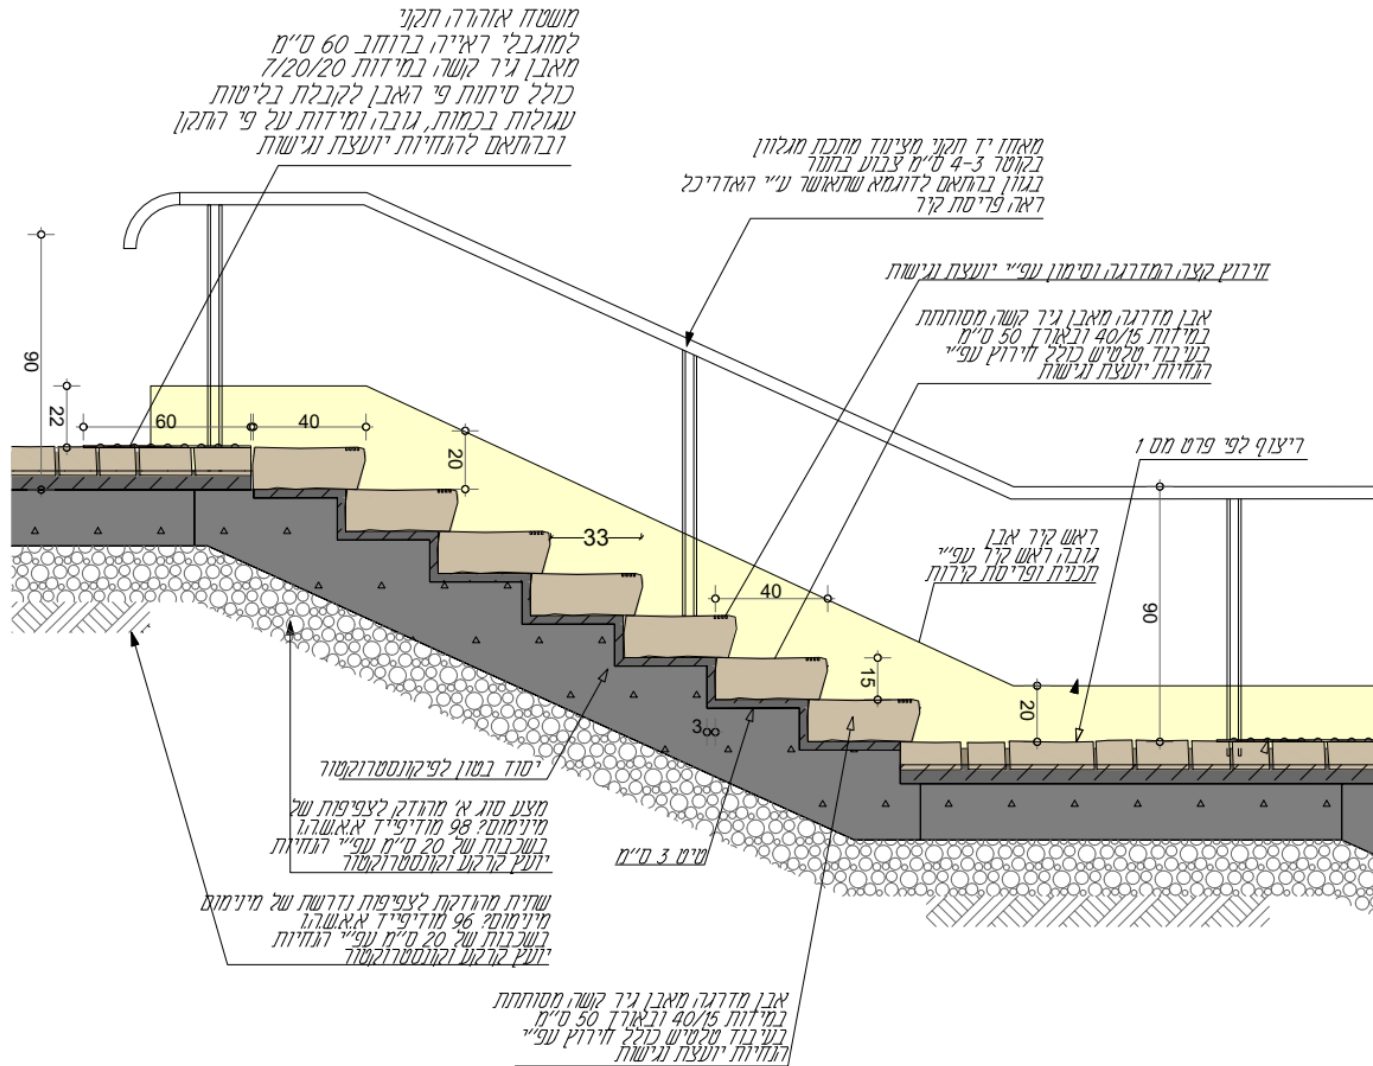 משטח אזהרה תקני
למוגבלי ראייה ברוחב 60 ס"מ
מאבן גיר קשה במידות 7/20/20
כולל סיתות פי האבן לקבלת בליטות
עגולות בכמות, גובה ומידות על פי התקן
ובהתאם להנחיות יועצת נגישות
מאחז יד תקני מצינור מתכת מגלוון
בקוטר 4-3 ס"מ צבוע בתנור
בגוון בהתאם לדוגמא שתאושר ע"י האדריכל
ראה פריסת קיר
חירוץ קצה המדרגה וסימון עפ"י יועצת נגישות
אבן מדרגה מאבן גיר קשה מסותתת
במידות 40/15 ובאורך 50 ס"מ
בעיבוד טלטיש כולל חירוץ עפ"י
הנחיות יועצת נגישות
ריצוף לפי פרט מס 1
ראש קיר אבן
גובה ראש קיר עפ"י
תכנית ופריסת קירות
90
22
60
40
20
33
40
15
3
20
90
יסוד בטון לפיקונסטרוקטור
מצע סוג א' מהודק לצפיפות של
מינימום? 98 מודיפייד א.א.ש.ה.ו
בשכבות של 20 ס"מ עפ"י הנחיות
יועץ קרקע וקונסטרוקטור
טיט 3 ס"מ
שתית מהודקת לצפיפות נדרשת של מינימום
מינימום? 96 מודיפייד א.א.ש.ה.ו
בשכבות של 20 ס"מ עפ"י הנחיות
יועץ קרקע וקונסטרוקטור
אבן מדרגה מאבן גיר קשה מסותתת
במידות 40/15 ובאורך 50 ס"מ
בעיבוד טלטיש כולל חירוץ עפ"י
הנחיות יועצת נגישות